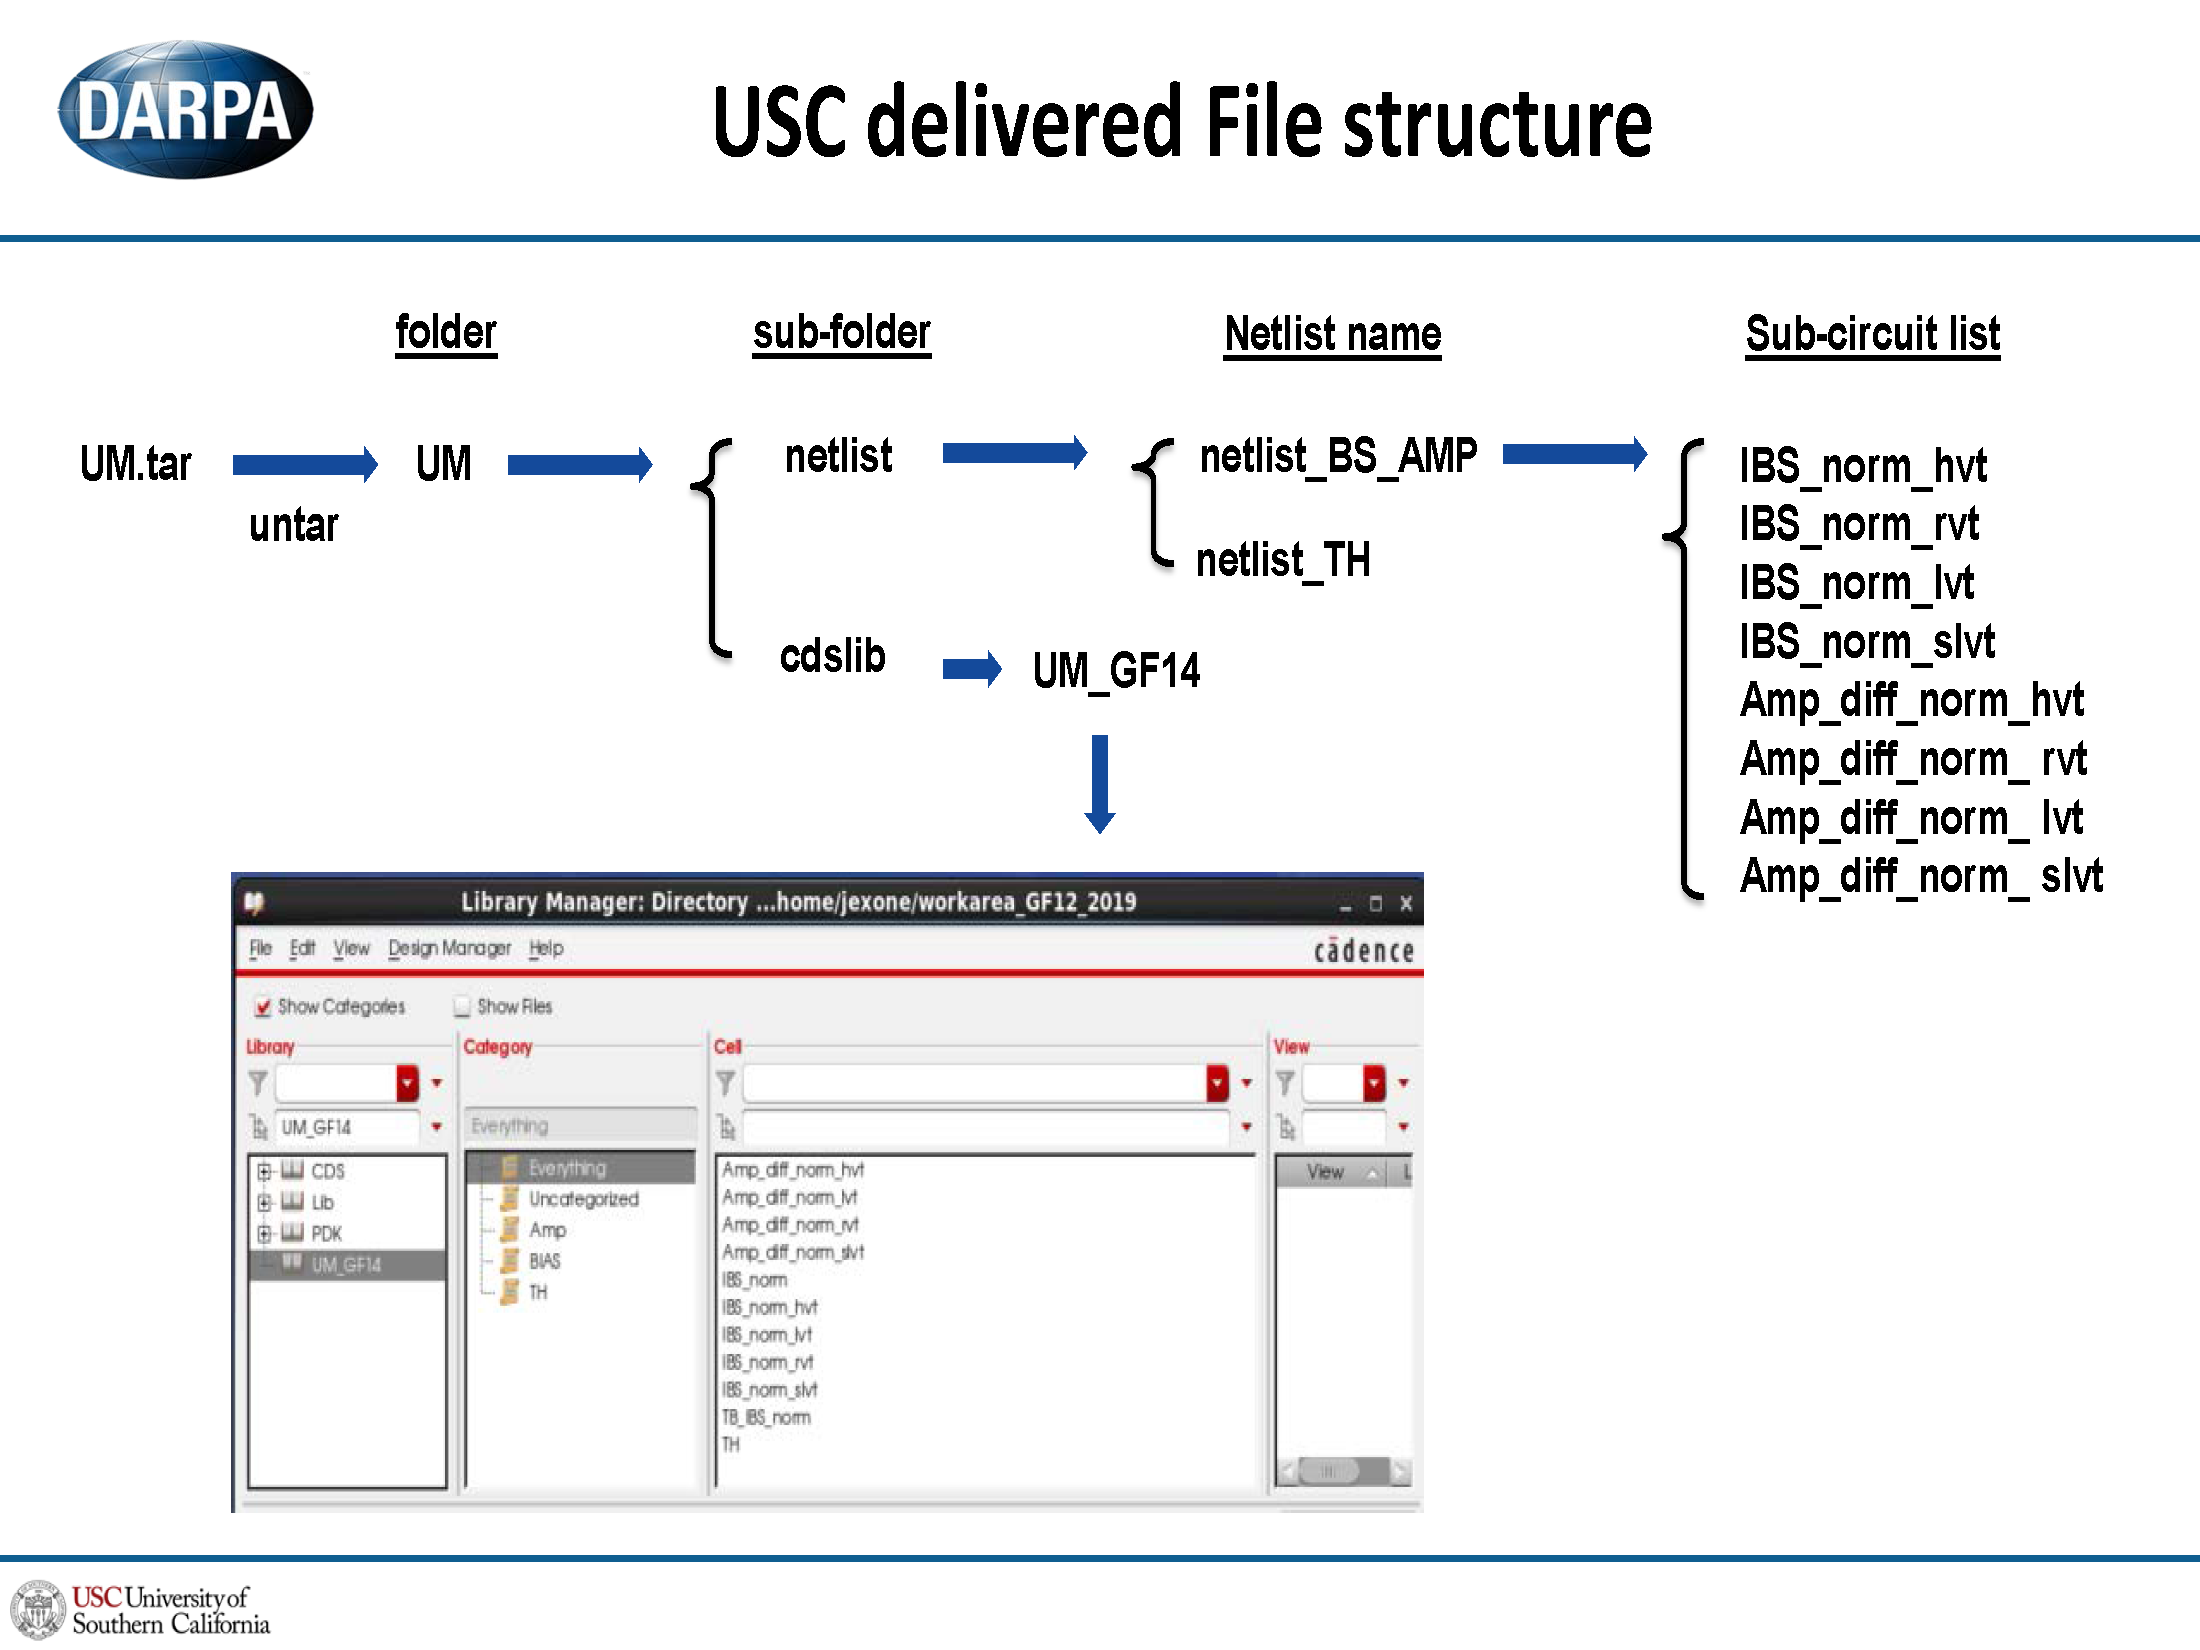 DARPA
USC delivered File structure
folder
sub-folder
Netlist name
Sub-circuit list
UM.tar
untar
UM
netlist
netlist_BS_AMP
netlist_TH
cdslib
UM_GF14
IBS_norm_hvt
IBS_norm_rvt
IBS_norm_lvt
IBS_norm_slvt
Amp_diff_norm_hvt
Amp_diff_norm_ rvt
Amp_diff_norm_ lvt
Amp_diff_norm_ slvt
Library Manager: Directory ...home/jexone/workarea_GF12_2019
File Edit View Design Manager Help
cādence
Show Categories Show Files
Library
Category
Cell
View
UM_GF14
Everything
CDS
Lib
PDK
UM_GF14
Everything
Uncategorized
Amp
BIAS
TH
Amp_diff_norm_hvt
Amp_diff_norm_lvt
Amp_diff_norm_rvt
Amp_diff_norm_slvt
IBS_norm
IBS_norm_hvt
IBS_norm_lvt
IBS_norm_rvt
IBS_norm_slvt
TB_IBS_norm
TH
View L
USC University of
Southern California